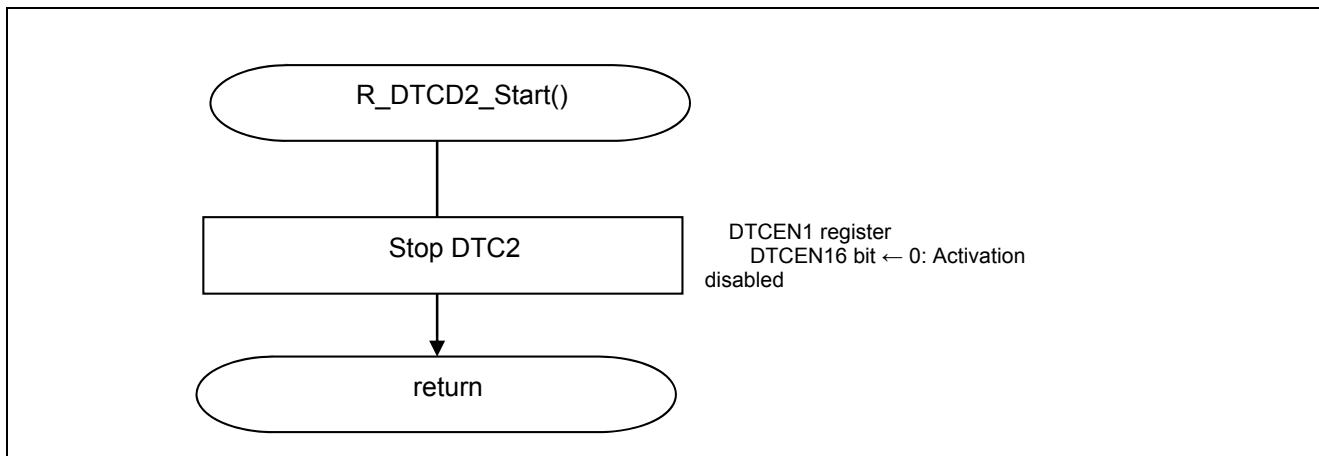 R_DTCD2_Start()
Stop DTC2
DTCEN1 register
DTCEN16 bit ← 0: Activation
disabled
return